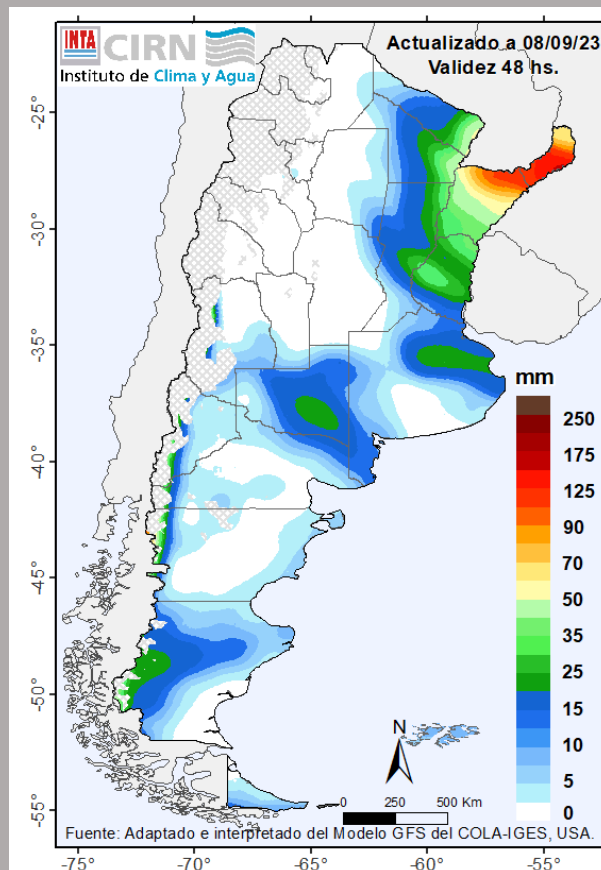 INTA CIRN
Instituto de Clima y Agua
Actualizado a 08/09/23
Validez 48 hs.
-25°
-30°
-35°
-40°
-45°
-50°
-55°
mm
250
175
125
90
70
50
35
25
15
10
5
0
N
0 250 500 Km
Fuente: Adaptado e interpretado del Modelo GFS del COLA-IGES, USA.
-75° -70° -65° -60° -55°